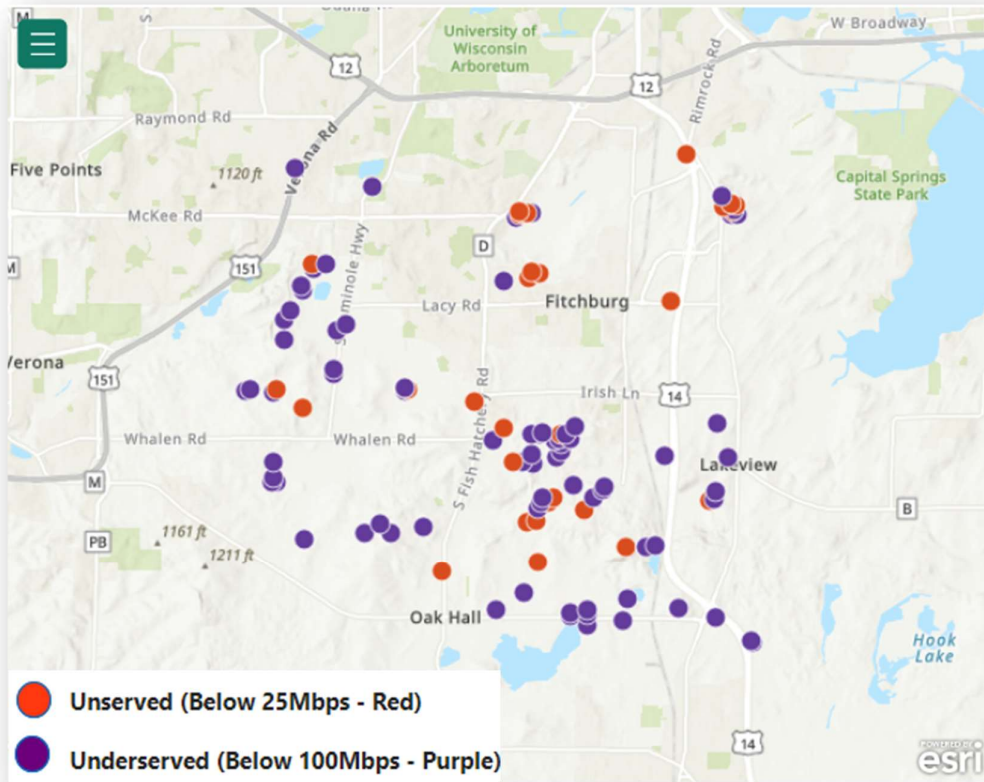 M
S
12
University of
Wisconsin
Arboretum
W Broadway
12
Rimrock Rd
Raymond Rd
Verona Rd
Five Points
1120 ft
Capital Springs
State Park
McKee Rd
D
M
151
Seminole Hwy
Lacy Rd
Fitchburg
Verona
151
Irish Ln
14
S Fish Hatchery Rd
Whalen Rd
Whalen Rd
Lakeview
M
B
1161 ft
PB
1211 ft
Oak Hall
Hook
Lake
Unserved (Below 25Mbps - Red)
Underserved (Below 100Mbps - Purple)
14
POWERED BY
esri